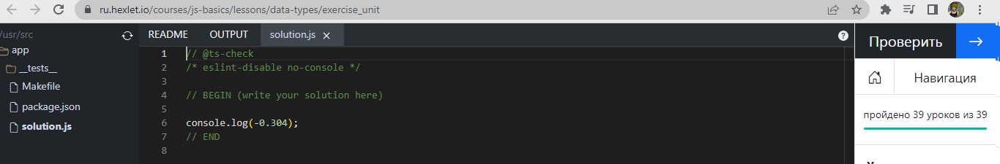 ru.hexlet.io/courses/js-basics/lessons/data-types/exercise_unit
/usr/src
app
__tests__
Makefile
package.json
solution.js
README OUTPUT solution.js
1 // @ts-check
2 /* eslint-disable no-console */
3
4 // BEGIN (write your solution here)
5
6 console.log(-0.304);
7 // END
8
Проверить
Навигация
пройдено 39 уроков из 39